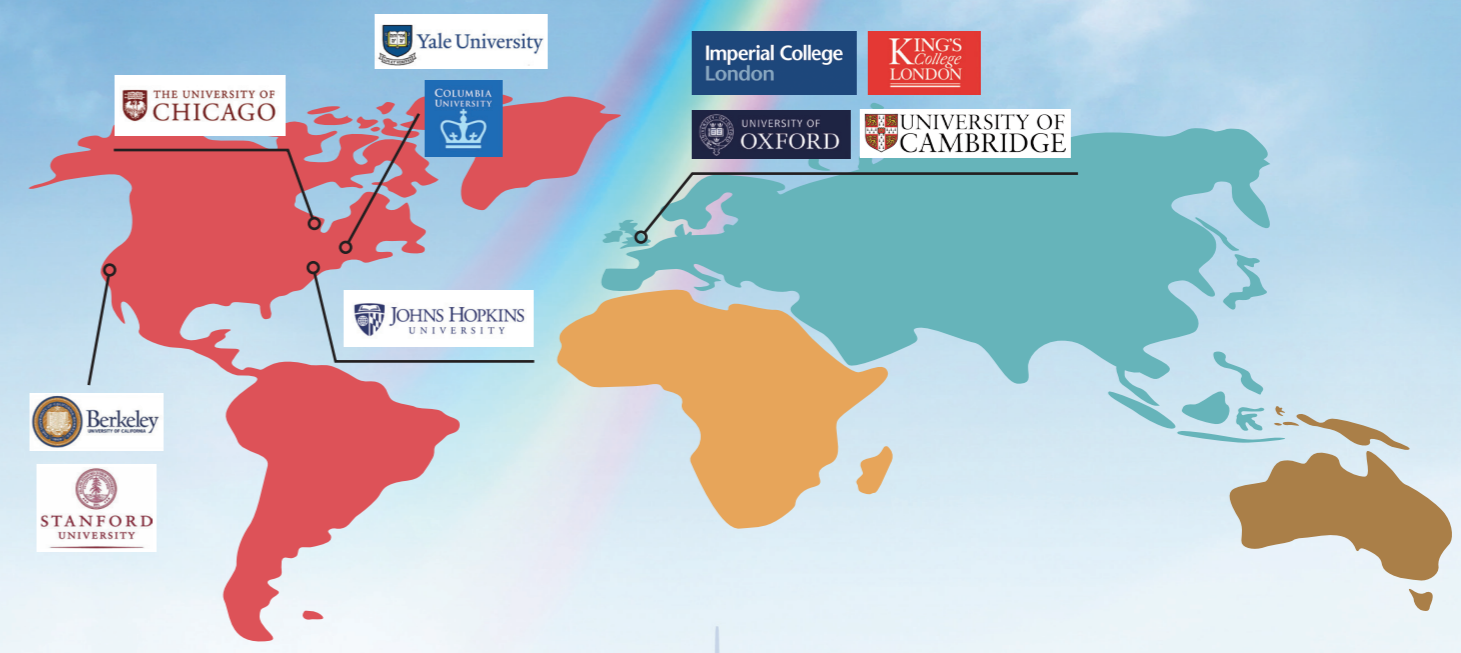 Yale University
THE UNIVERSITY OF
CHICAGO
COLUMBIA
UNIVERSITY
Imperial College
London
KING'S
College
LONDON
UNIVERSITY OF
OXFORD
UNIVERSITY OF
CAMBRIDGE
JOHNS HOPKINS
UNIVERSITY
Berkeley
UNIVERSITY OF CALIFORNIA
STANFORD
UNIVERSITY